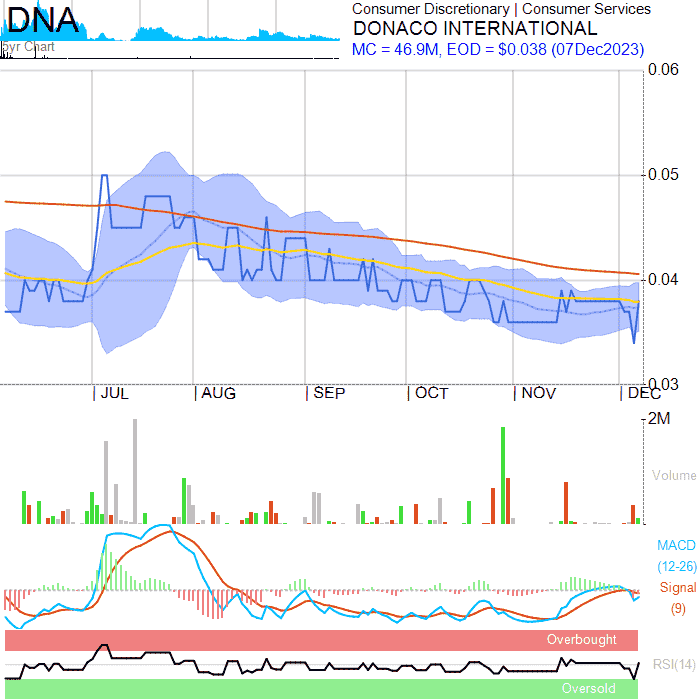 DNA
5yr Chart
Consumer Discretionary | Consumer Services
DONACO INTERNATIONAL
MC = 46.9M, EOD = $0.038 (07Dec2023)
0.06
0.05
0.04
0.03
JUL
AUG
SEP
OCT
NOV
DEC
2M
Volume
MACD
(12-26)
Signal
(9)
Overbought
RSI(14)
Oversold